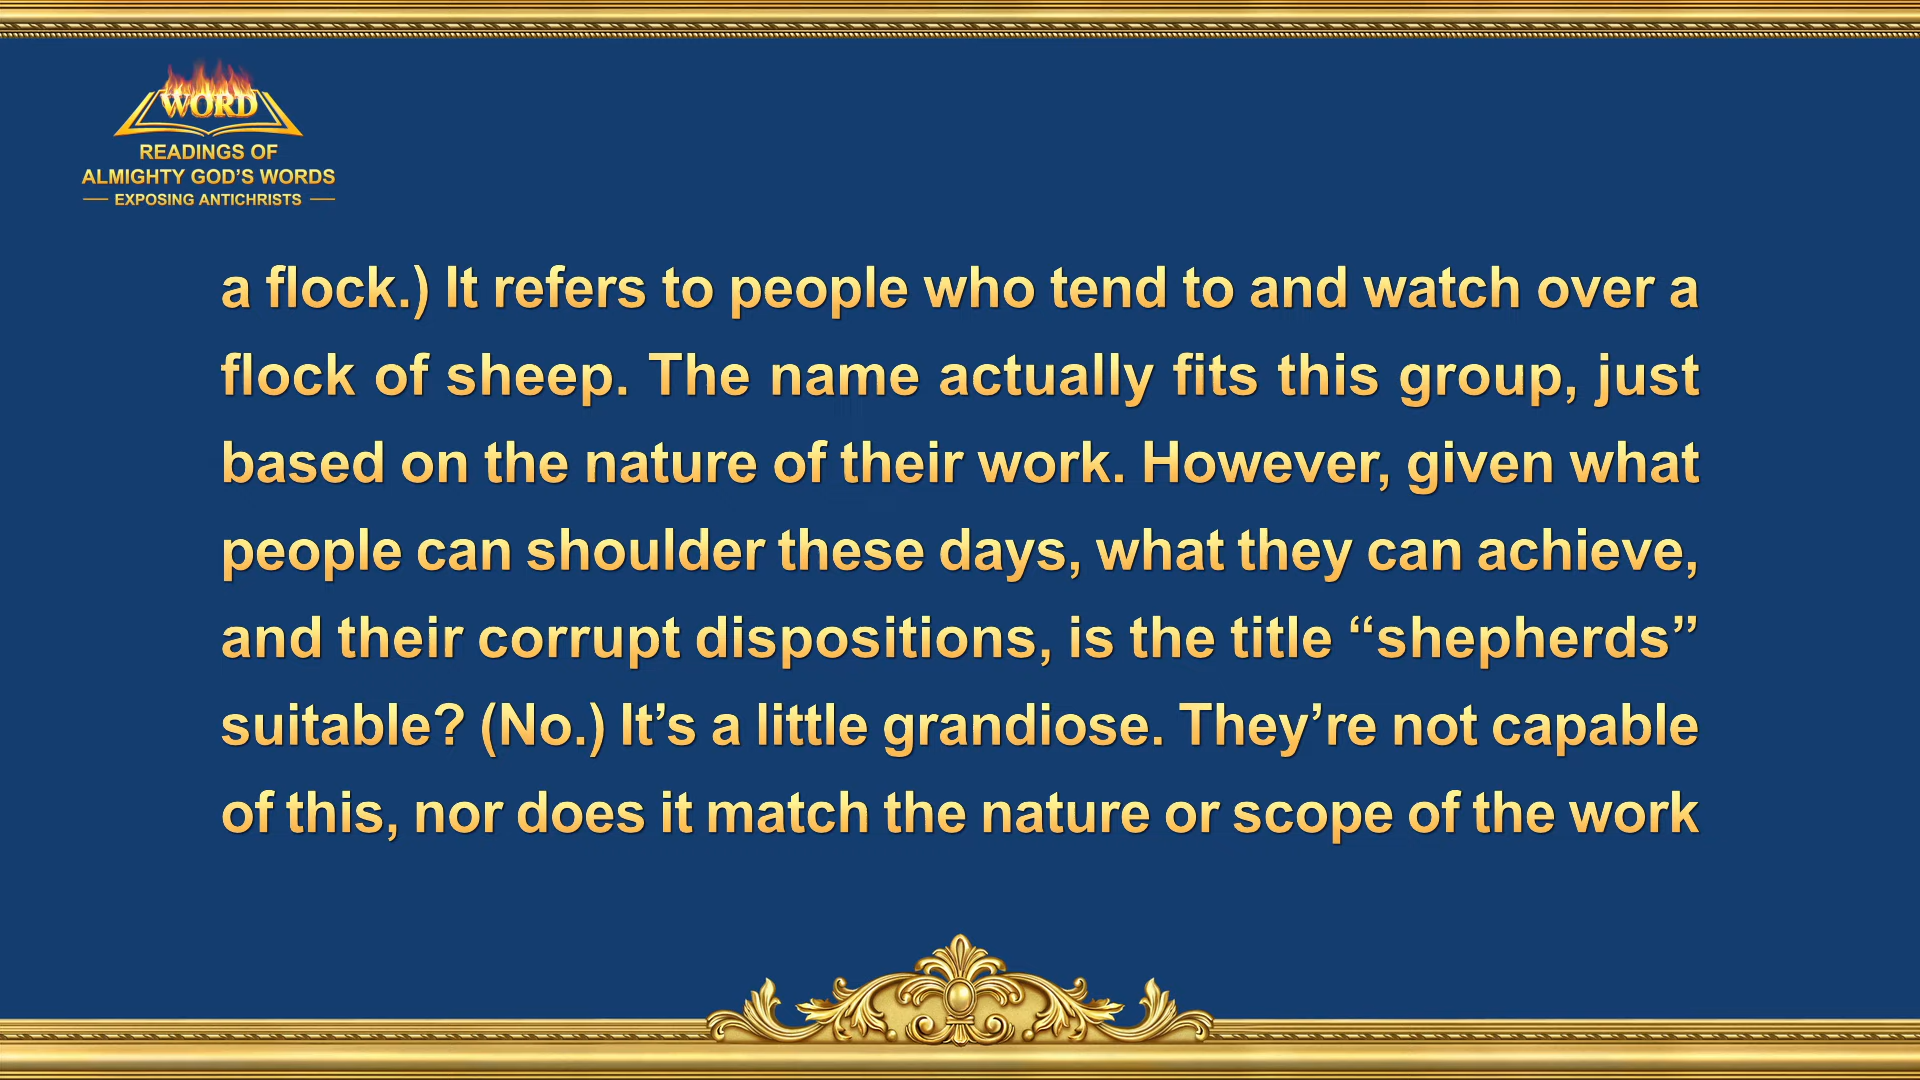 WORD
READINGS OF
ALMIGHTY GOD’S WORDS
EXPOSING ANTICHRISTS
a flock.) It refers to people who tend to and watch over a
flock of sheep. The name actually fits this group, just
based on the nature of their work. However, given what
people can shoulder these days, what they can achieve,
and their corrupt dispositions, is the title “shepherds”
suitable? (No.) It’s a little grandiose. They’re not capable
of this, nor does it match the nature or scope of the work